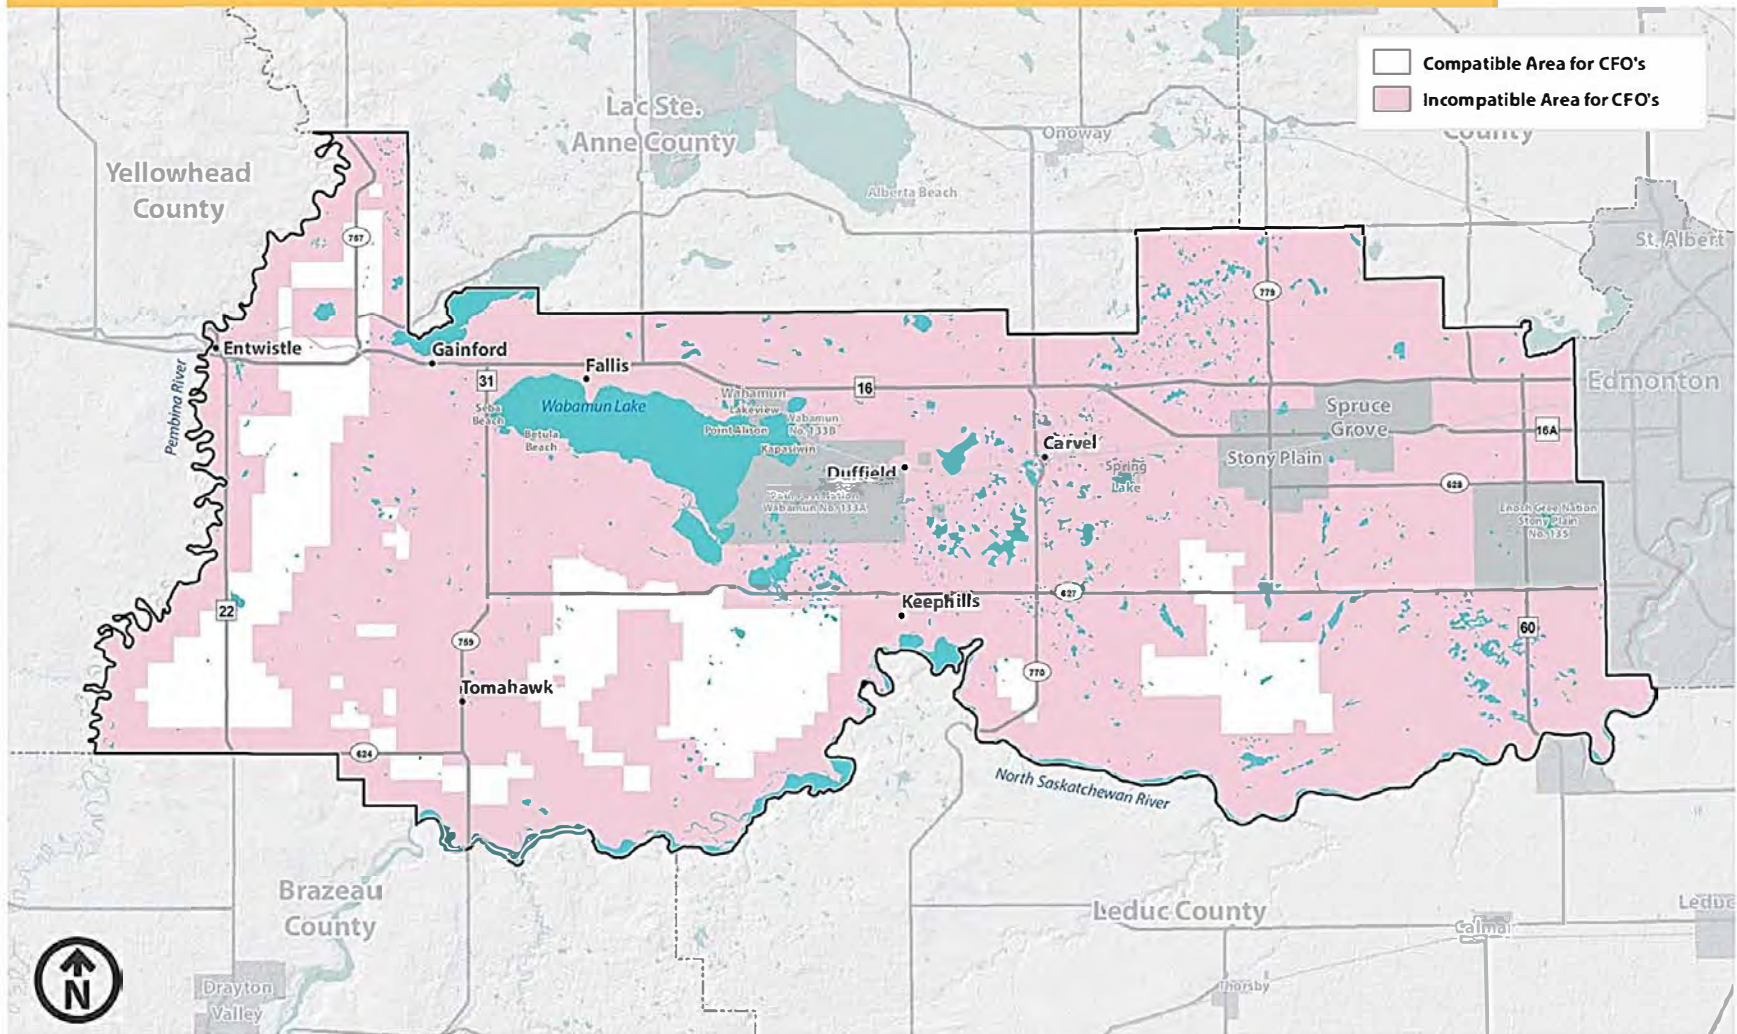 Compatible Area for CFO's
Incompatible Area for CFO's
County
Lac Ste.
Anne County
Onoway
Yellowhead
County
Alberta Beach
767
St. Albert
779
Entwistle
Gainford
Fallis
31
16
Edmonton
Pembina River
Wabamun Lake
Seba
Beach
Betula
Beach
Wabamun
Lakeview
Point Alison
Wabamun
No. 133B
Kapasiwin
Spruce
Grove
16A
Carvel
Duffield
Spring
Lake
Stony Plain
628
Wabamun No. 133A
Enoch Cree Nation
Stony Plain
No. 135
22
627
Keephills
60
759
770
Tomahawk
624
North Saskatchewan River
Brazeau
County
Leduc County
Leduc
Calmar
N
Drayton
Valley
Thorsby